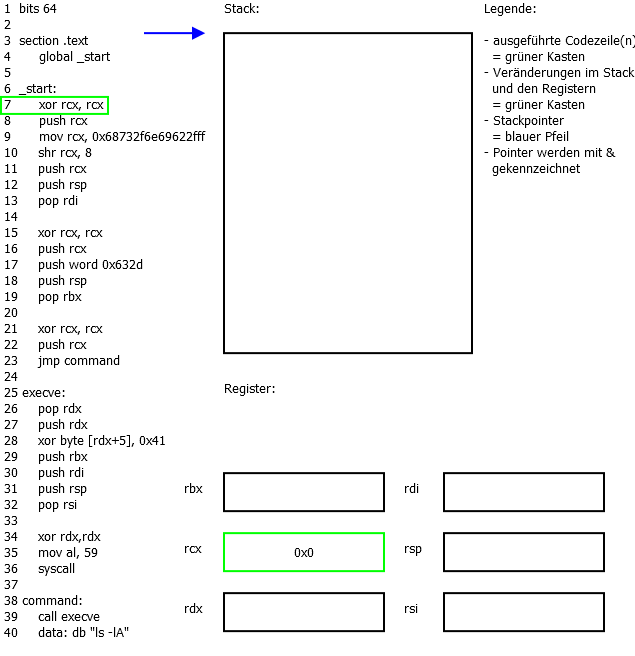 1 bits 64
2
3 section .text
4 global _start
5
6 _start:
7 xor rcx, rcx
8 push rcx
9 mov rcx, 0x68732f6e69622fff
10 shr rcx, 8
11 push rcx
12 push rsp
13 pop rdi
14
15 xor rcx, rcx
16 push rcx
17 push word 0x632d
18 push rsp
19 pop rbx
20
21 xor rcx, rcx
22 push rcx
23 jmp command
24
25 execve:
26 pop rdx
27 push rdx
28 xor byte [rdx+5], 0x41
29 push rbx
30 push rdi
31 push rsp
32 pop rsi
33
34 xor rdx,rdx
35 mov al, 59
36 syscall
37
38 command:
39 call execve
40 data: db "ls -lA"
Stack:
Legende:
- ausgeführte Codezeile(n)
= grüner Kasten
- Veränderungen im Stack
und den Registern
= grüner Kasten
- Stackpointer
= blauer Pfeil
- Pointer werden mit &
gekennzeichnet
Register:
rbx
rdi
rcx
0x0
rsp
rdx
rsi